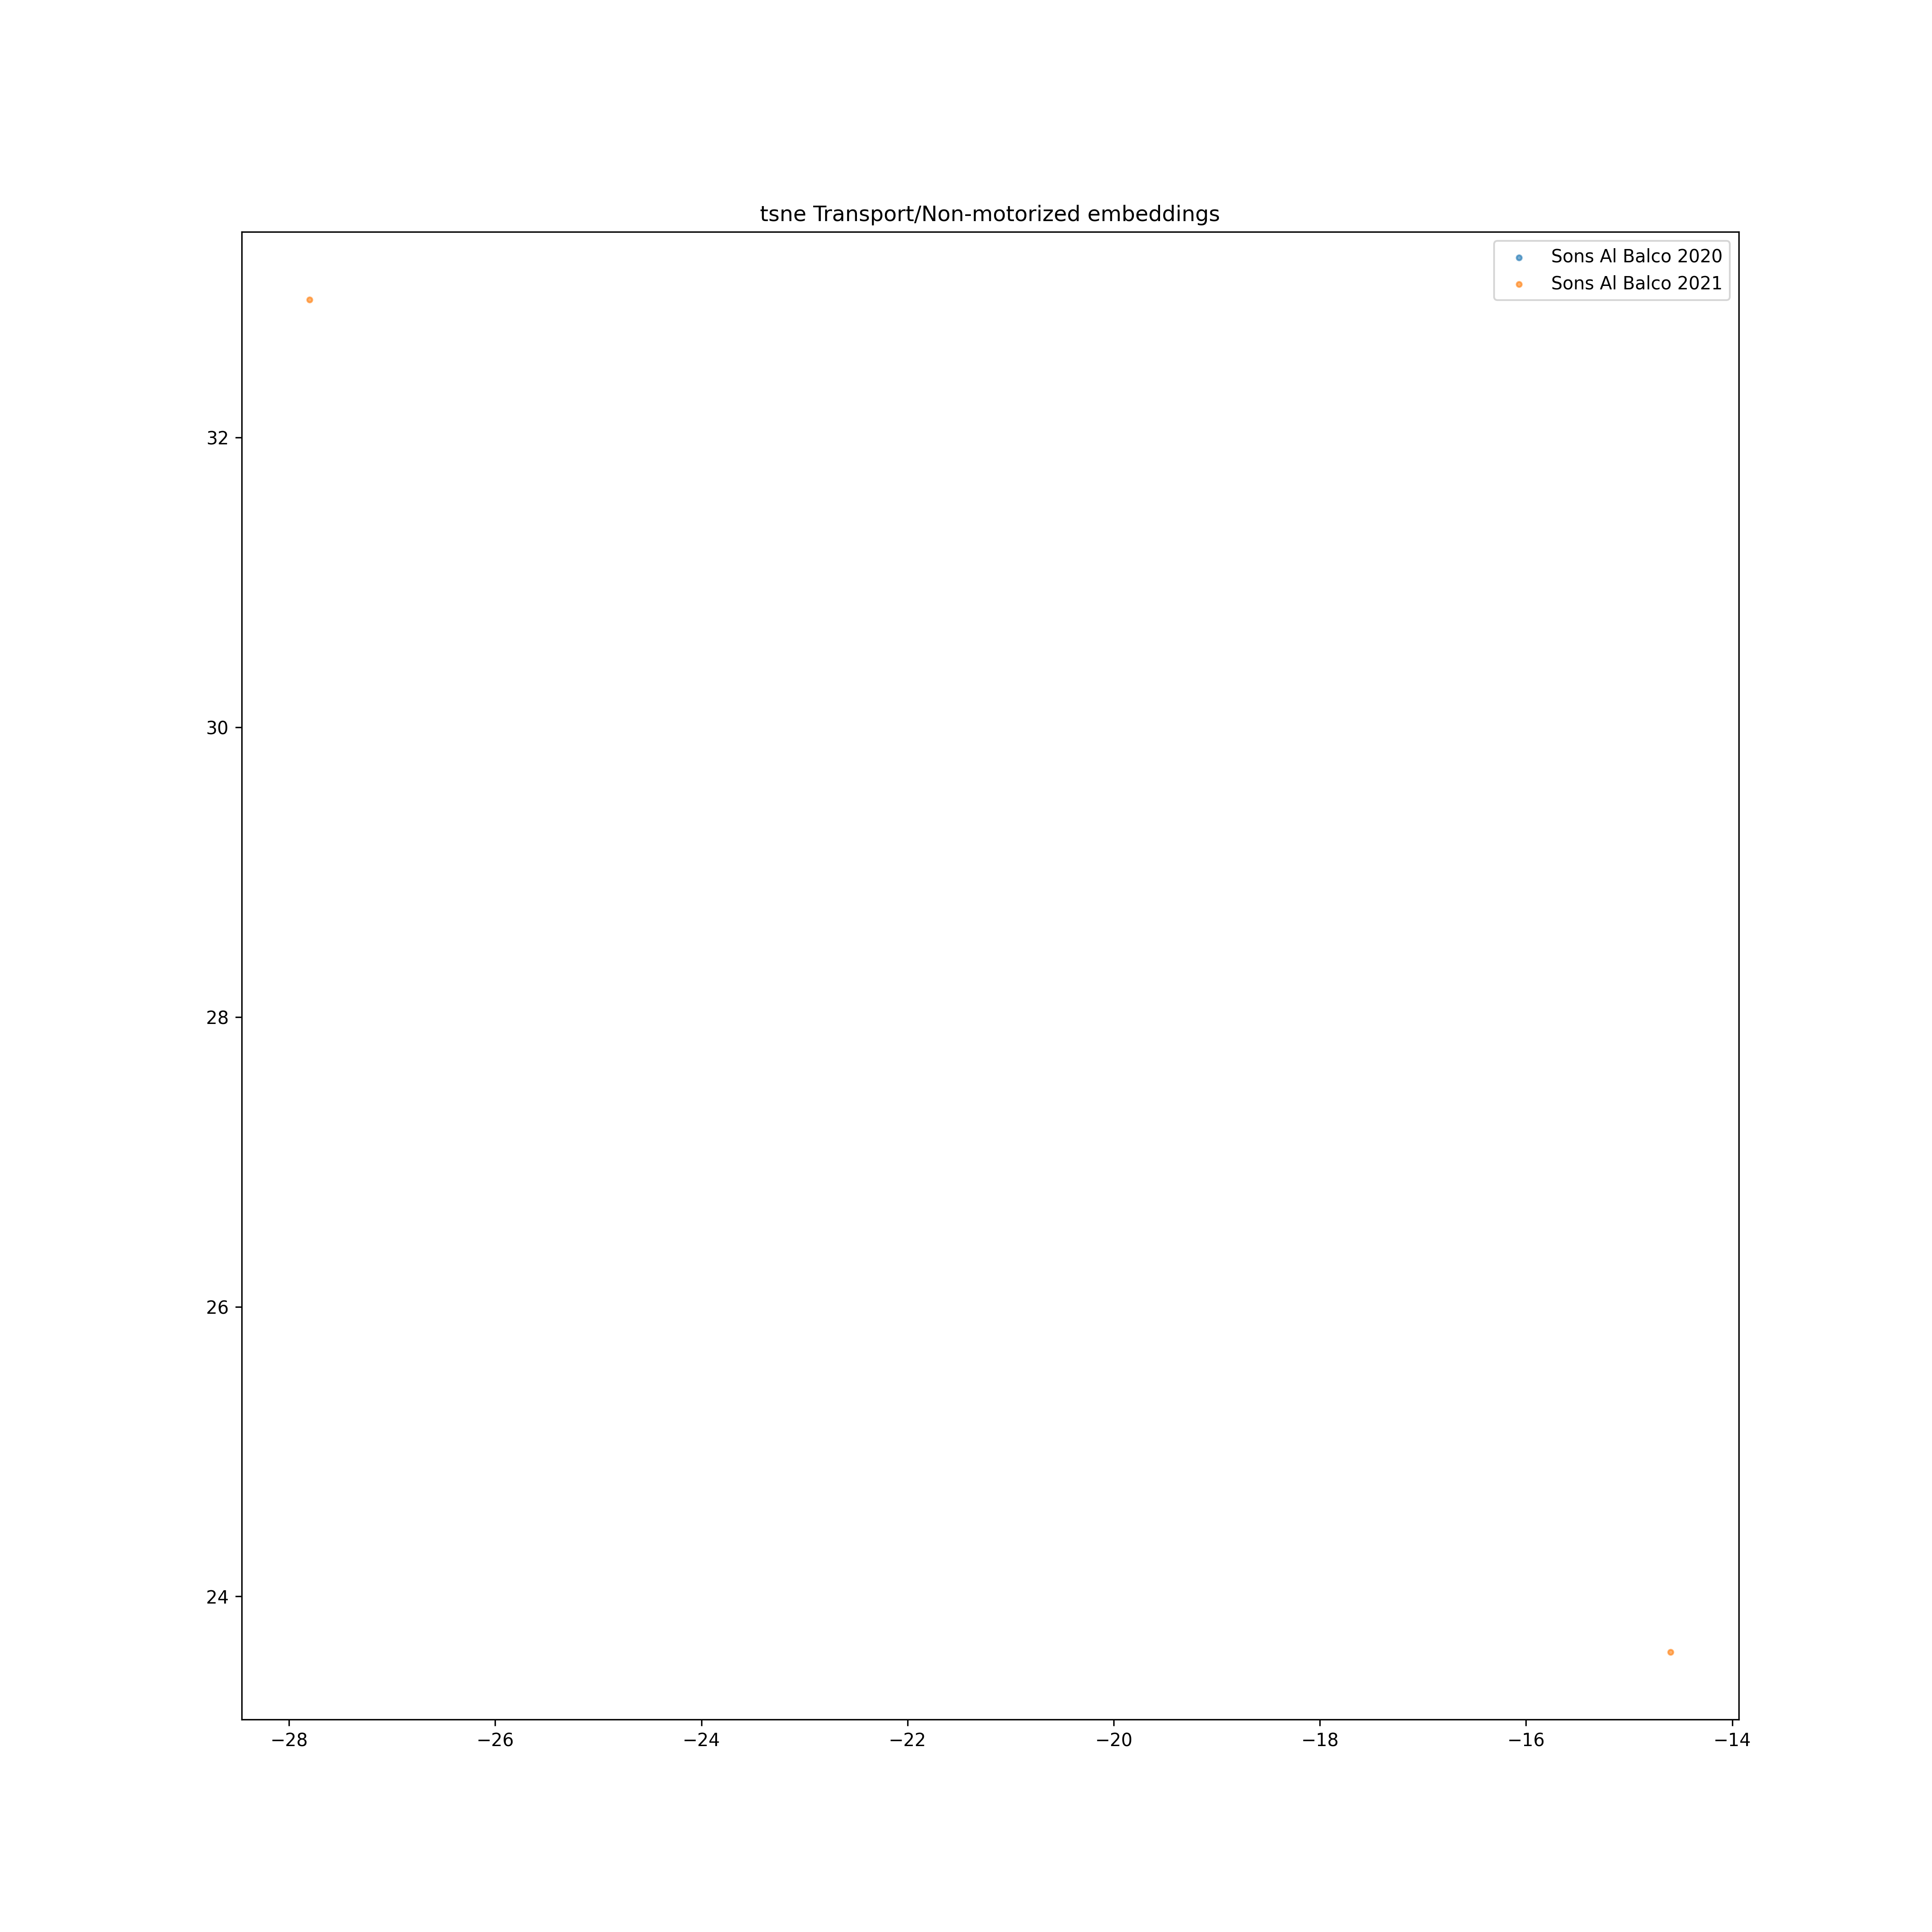 tsne Transport/Non-motorized embeddings
Sons Al Balco 2020
Sons Al Balco 2021
32
30
28
26
24
−28 −26 −24 −22 −20 −18 −16 −14